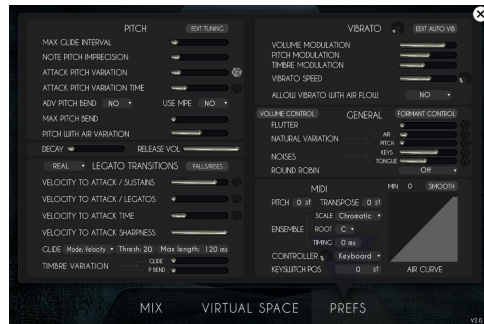 PITCH
EDIT TUNING
MAX GLIDE INTERVAL
NOTE PITCH IMPRECISION
ATTACK PITCH VARIATION
ATTACK PITCH VARIATION TIME
ADV PITCH BEND NO USE MPE NO
MAX PITCH BEND
PITCH WITH AIR VARIATION
DECAY RELEASE VOL
REAL LEGATO TRANSITIONS FALLS/RISES
VELOCITY TO ATTACK / SUSTAINS
VELOCITY TO ATTACK / LEGATOS
VELOCITY TO ATTACK TIME
VELOCITY TO ATTACK SHARPNESS
GLIDE Mode: Velocity Thresh: 20 Max length: 120 ms
TIMBRE VARIATION
GLIDE
P BEND
VIBRATO
EDIT AUTO VIB
VOLUME MODULATION
PITCH MODULATION
TIMBRE MODULATION
VIBRATO SPEED
ALLOW VIBRATO WITH AIR FLOW NO
VOLUME CONTROL GENERAL FORMANT CONTROL
FLUTTER
NATURAL VARIATION
AIR
PITCH
NOISES
KEYS
TONGUE
ROUND ROBIN Off
MIDI
PITCH 0 st TRANSPOSE 0 st
ENSEMBLE
SCALE Chromatic
ROOT C
TIMING 0 ms
CONTROLLER Keyboard
KEYSWITCH POS 0 st
MIN 0 SMOOTH
AIR CURVE
MIX VIRTUAL SPACE PREFS
V2.0.